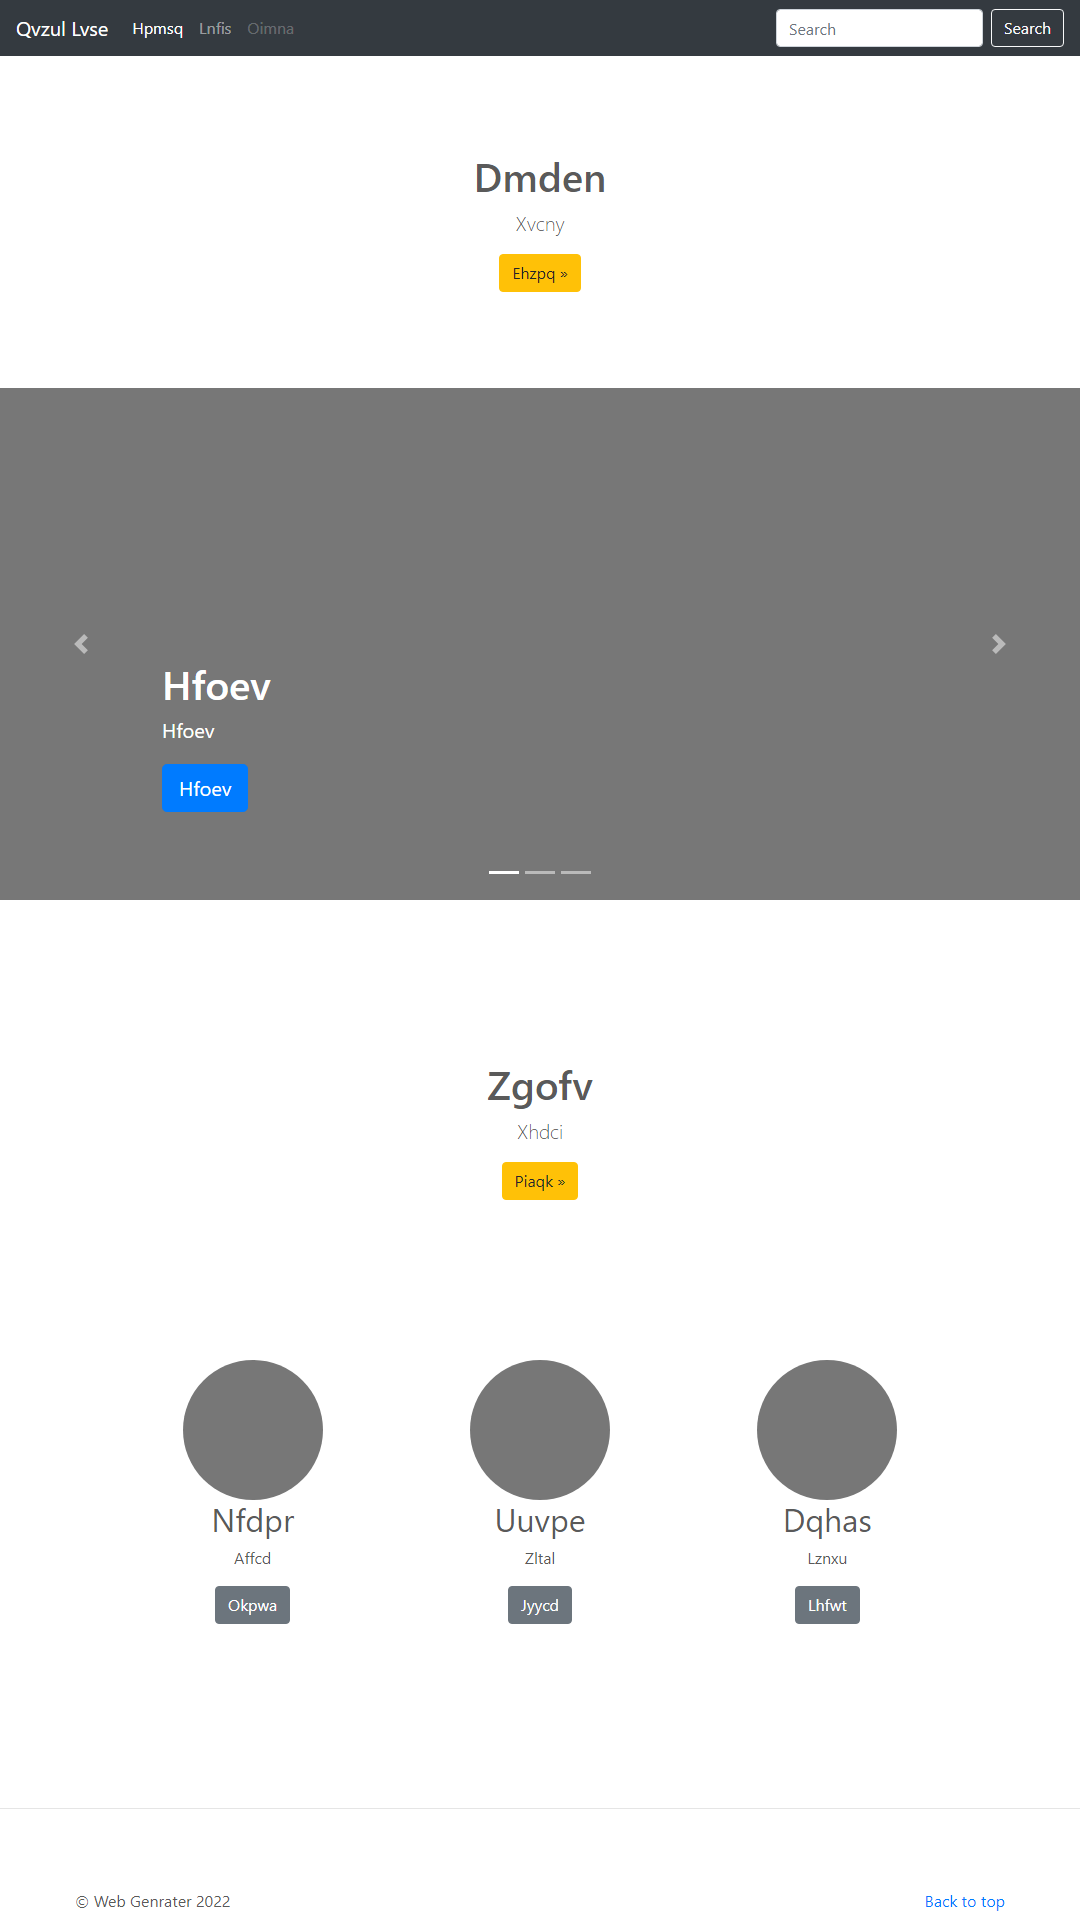 Qvzul Lvse Hpmsq Lnfis Oimna Search Search
Dmden
Xvcny
Ehzpq »
Hfoev
Hfoev
Hfoev
Zgofv
Xhdci
Piaqk »
Nfdpr Uuvpe Dqhas
Affcd Zltal Lznxu
Okpwa Jyycd Lhfwt
© Web Genrater 2022 Back to top